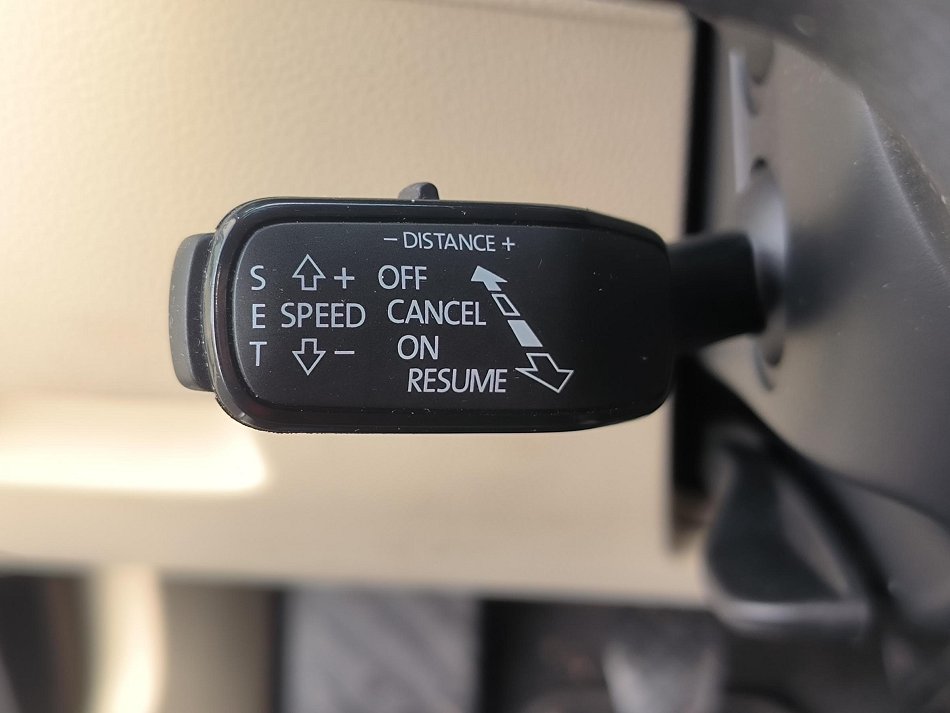 − DISTANCE +
S + OFF
E SPEED CANCEL
T − ON
RESUME